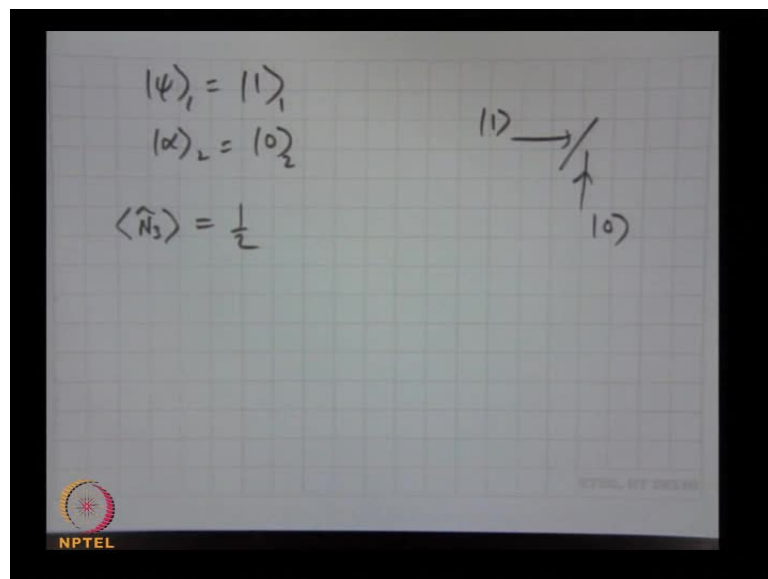 |ψ⟩₁ = |1⟩₁
|α⟩₂ = |0⟩₂
|1⟩
|0⟩
⟨N̂₃⟩ = 1/2
NPTEL